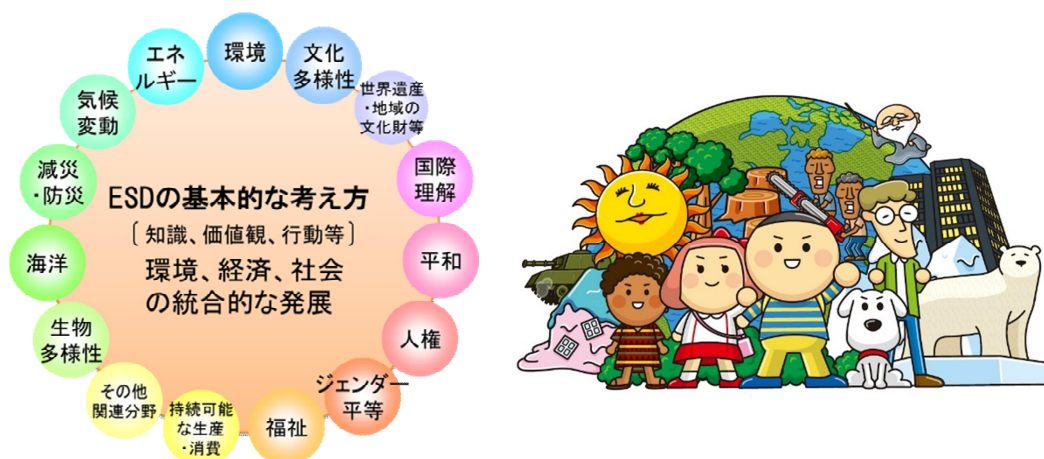 環境
文化
多様性
世界遺産
・地域の
文化財等
国際
理解
平和
人権
ジェンダー
平等
福祉
持続可能
な生産
・消費
その他
関連分野
生物
多様性
海洋
減災
・防災
気候
変動
エネ
ルギー
ESDの基本的な考え方
［知識、価値観、行動等］
環境、経済、社会
の統合的な発展